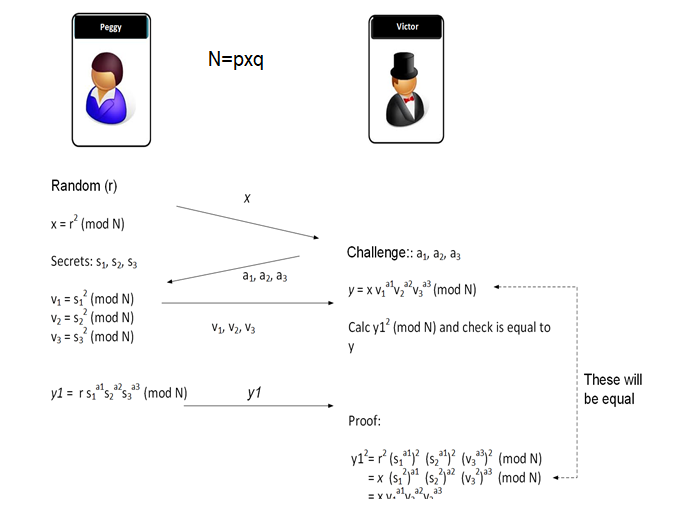 Peggy
Victor
N=pxq
Random (r)
x
x = r² (mod N)
Challenge:: a₁, a₂, a₃
Secrets: s₁, s₂, s₃
a₁, a₂, a₃
v₁ = s₁² (mod N)
v₂ = s₂² (mod N)
v₃ = s₃² (mod N)
y = x v₁ᵃ¹v₂ᵃ²v₃ᵃ³ (mod N)
v₁, v₂, v₃
Calc y1² (mod N) and check is equal to
y
These will
be equal
y1 = r s₁ᵃ¹s₂ᵃ²s₃ᵃ³ (mod N)
y1
Proof:
y1²= r² (s₁ᵃ¹)² (s₂ᵃ¹)² (v₃ᵃ³)² (mod N)
= x (s₁²)ᵃ¹ (s₂²)ᵃ² (v₃²)ᵃ³ (mod N)
= x v₁ᵃ¹v₂ᵃ²v₃ᵃ³